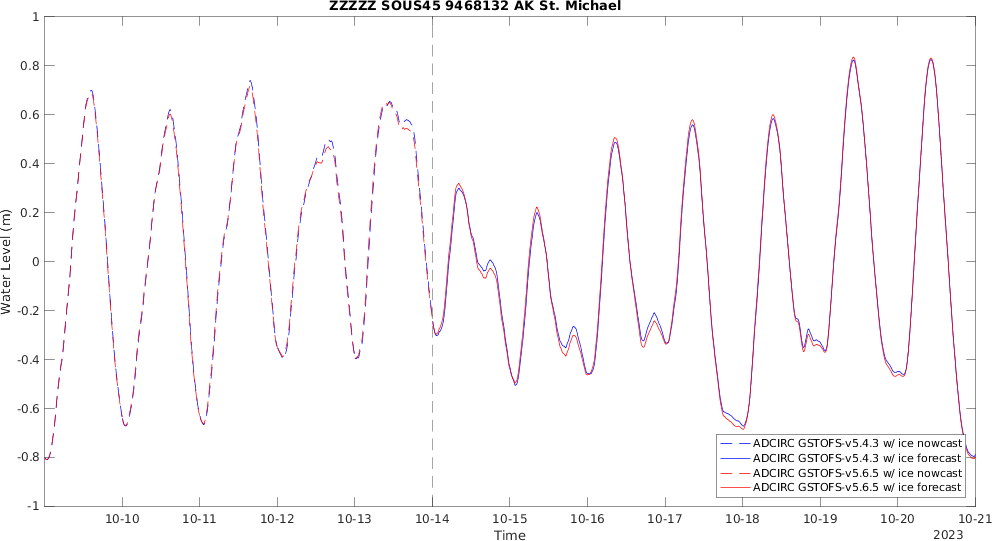 ZZZZZ SOUS45 9468132 AK St. Michael
1
0.8
0.6
0.4
0.2
0
-0.2
-0.4
-0.6
-0.8
-1
Water Level (m)
10-10 10-11 10-12 10-13 10-14 10-15 10-16 10-17 10-18 10-19 10-20 10-21
Time
2023
ADCIRC GSTOFS-v5.4.3 w/ ice nowcast
ADCIRC GSTOFS-v5.4.3 w/ ice forecast
ADCIRC GSTOFS-v5.6.5 w/ ice nowcast
ADCIRC GSTOFS-v5.6.5 w/ ice forecast